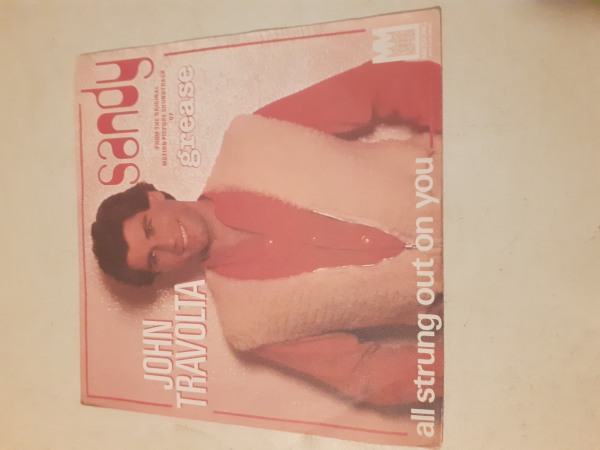 sandy
FROM THE ORIGINAL
MOTION PICTURE SOUNDTRACK
OF
grease
JOHN
TRAVOLTA
all strung out on you